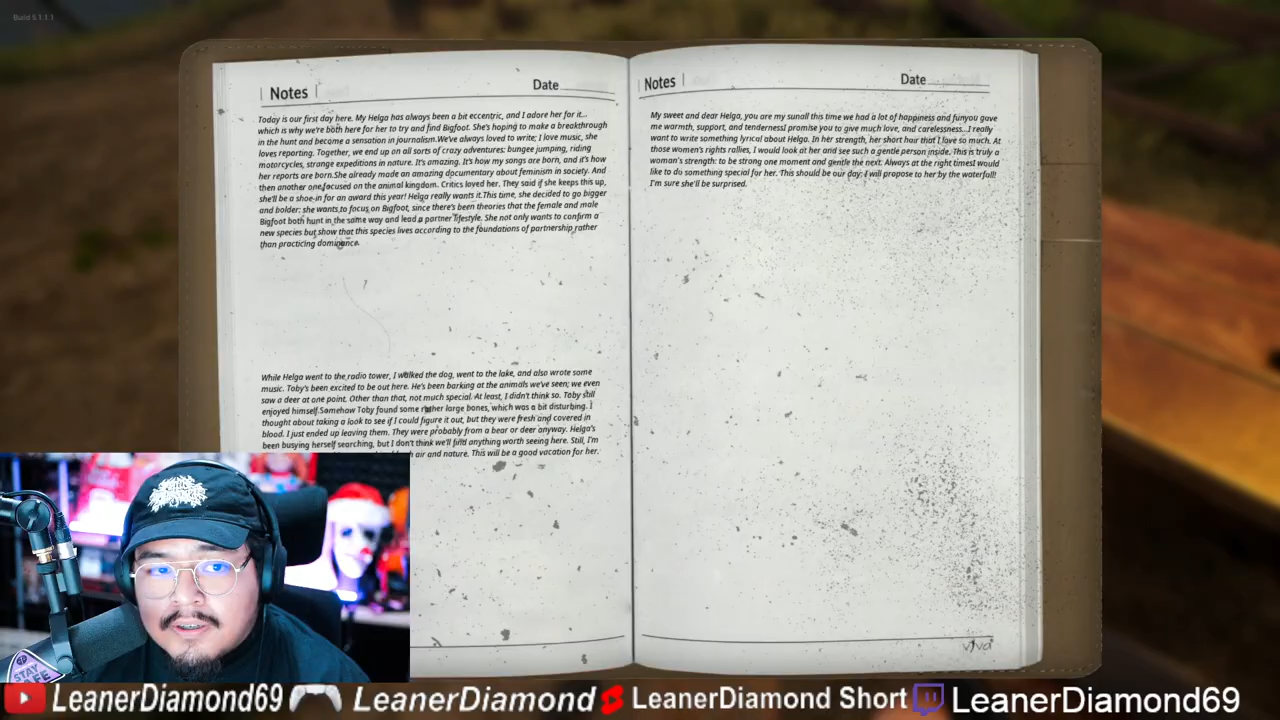 Build 5.1.1.1
Notes
Date
Today is our first day here. My Helga has always been a bit eccentric, and I adore her for it...
which is why we're both here for her to try and find Bigfoot. She's hoping to make a breakthrough
in the hunt and become a sensation in journalism.We've always loved to write; I love music, she
loves reporting. Together, we end up on all sorts of crazy adventures: bungee jumping, riding
motorcycles, strange expeditions in nature. It's amazing. It's how my songs are born, and it's how
her reports are born.She already made an amazing documentary about feminism in society. And
then another one focused on the animal kingdom. Critics loved her. They said if she keeps this up,
she'll be a shoe-in for an award this year! Helga really wants it.This time, she decided to go bigger
and bolder: she wants to focus on Bigfoot, since there's been theories that the female and male
Bigfoot both hunt in the same way and lead a partner lifestyle. She not only wants to confirm a
new species but show that this species lives according to the foundations of partnership rather
than practicing dominance.
While Helga went to the radio tower, I walked the dog, went to the lake, and also wrote some
music. Toby's been excited to be out here. He's been barking at the animals we've seen; we even
saw a deer at one point. Other than that, not much special. At least, I didn't think so. Toby still
enjoyed himself.Somehow Toby found some rather large bones, which was a bit disturbing. I
thought about taking a look to see if I could figure it out, but they were fresh and covered in
blood. I just ended up leaving them. They were probably from a bear or deer anyway. Helga's
been busying herself searching, but I don't think we'll find anything worth seeing here. Still, I'm
air and nature. This will be a good vacation for her.
Notes
Date
My sweet and dear Helga, you are my sunall this time we had a lot of happiness and funyou gave
me warmth, support, and tendernessI promise you to give much love, and carelessness...I really
want to write something lyrical about Helga. In her strength, her short hair that I love so much. At
those women's rights rallies, I would look at her and see such a gentle person inside. This is truly a
woman's strength: to be strong one moment and gentle the next. Always at the right timesI would
like to do something special for her. This should be our day: I will propose to her by the waterfall!
I'm sure she'll be surprised.
STAY
LeanerDiamond69
LeanerDiamond
LeanerDiamond Short
LeanerDiamond69